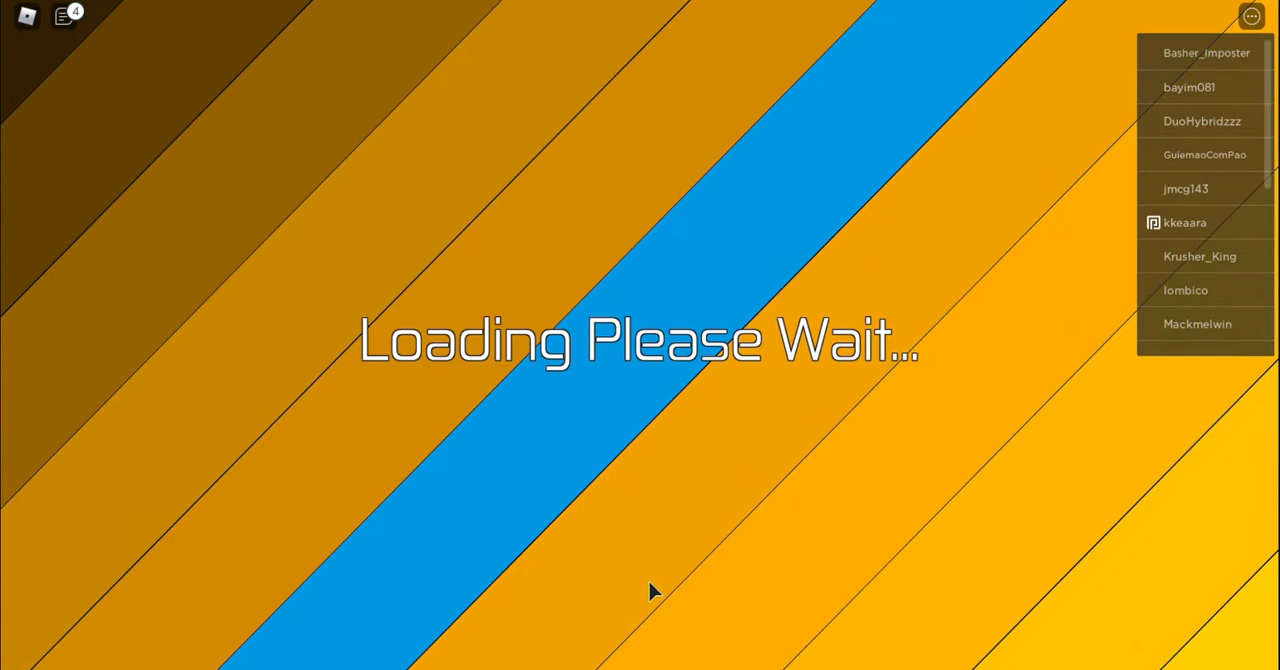 4
Basher_imposter
bayim081
DuoHybridzzz
GuiemaoComPao
jmcg143
kkeaara
Krusher_King
lombico
Mackmelwin
Loading Please Wait...